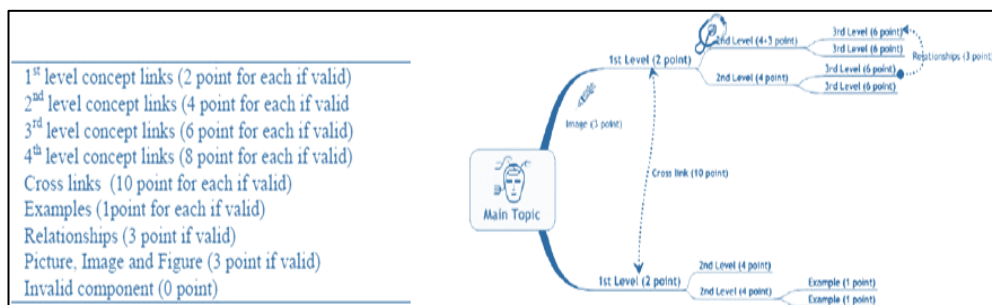 1st level concept links (2 point for each if valid)
2nd level concept links (4 point for each if valid
3rd level concept links (6 point for each if valid)
4th level concept links (8 point for each if valid)
Cross links (10 point for each if valid)
Examples (1point for each if valid)
Relationships (3 point if valid)
Picture, Image and Figure (3 point if valid)
Invalid component (0 point)
2nd Level (4+3 point)
3rd Level (6 point)
3rd Level (6 point)
Relationships (3 point)
1st Level (2 point)
2nd Level (4 point)
3rd Level (6 point)
3rd Level (6 point)
Image (3 point)
Cross link (10 point)
Main Topic
1st Level (2 point)
2nd Level (4 point)
2nd Level (4 point)
Example (1 point)
Example (1 point)